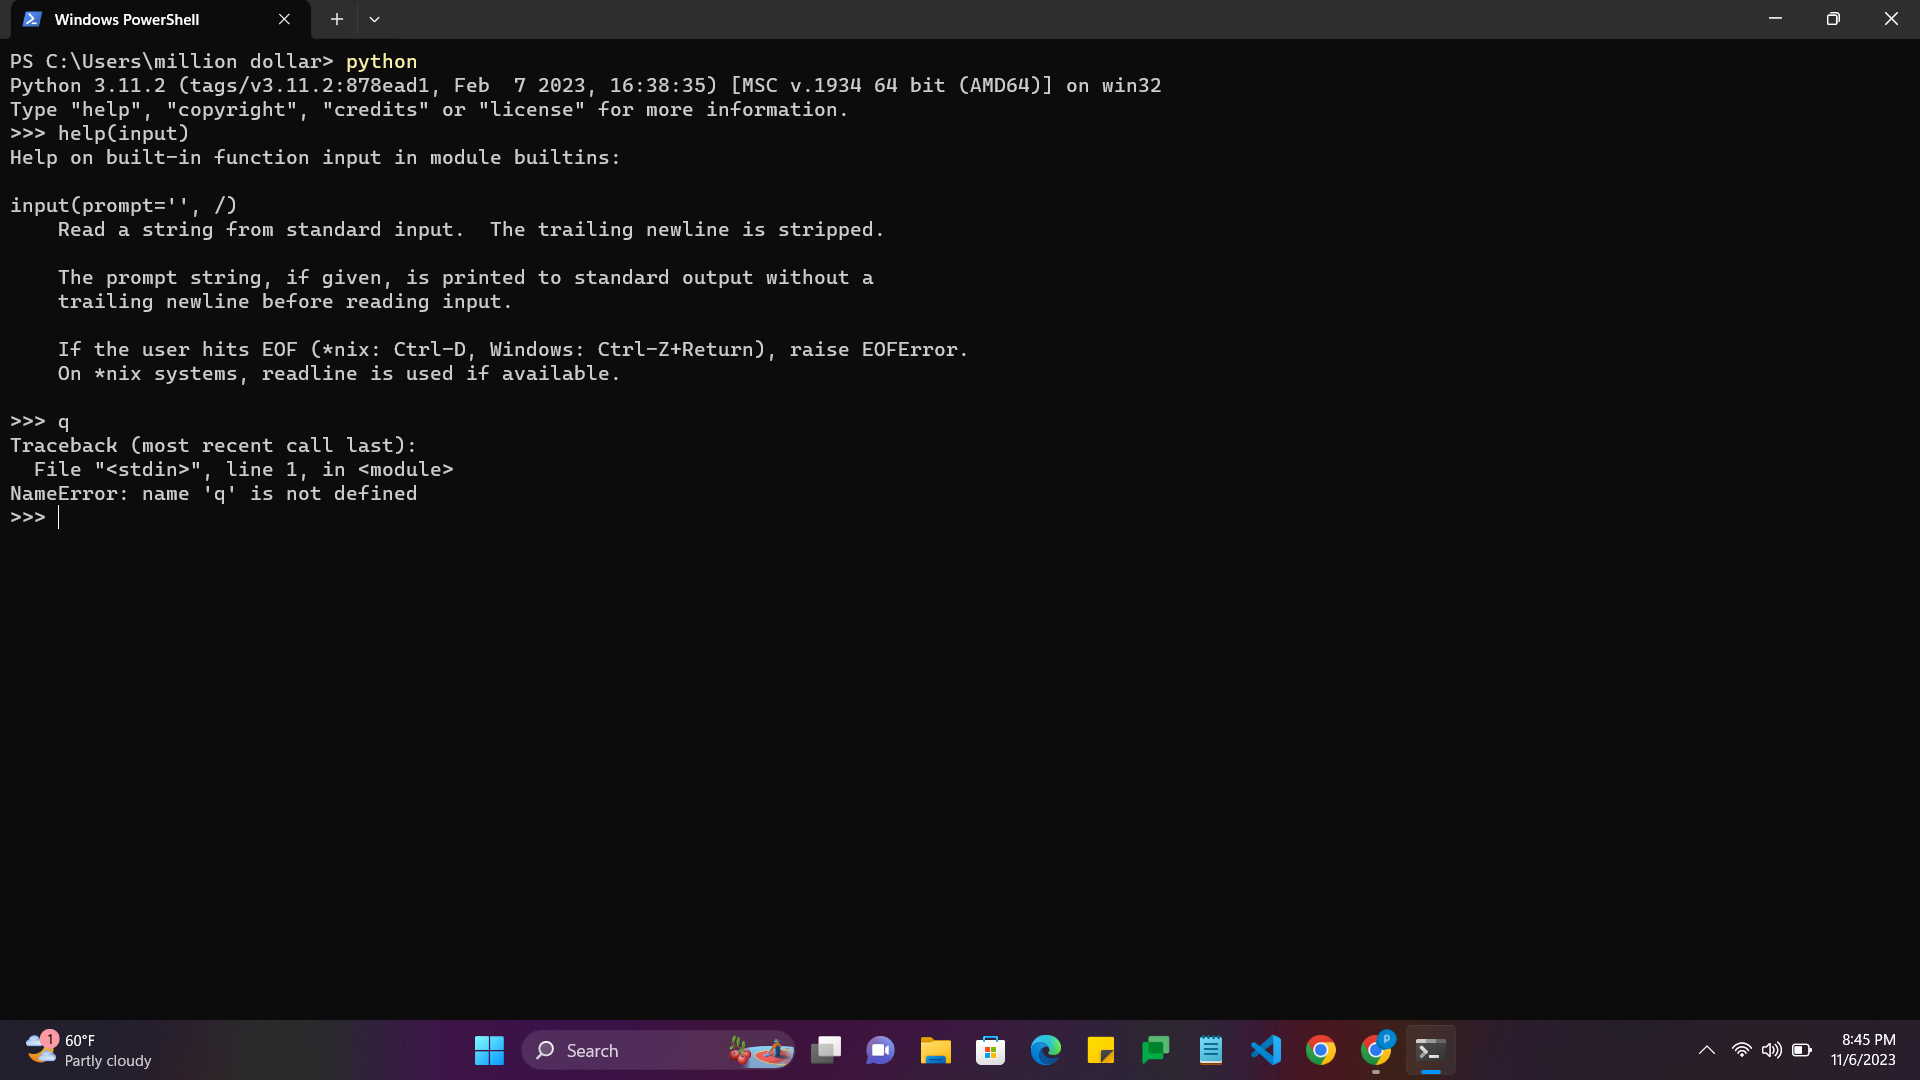 Windows PowerShell
PS C:\Users\million dollar> python
Python 3.11.2 (tags/v3.11.2:878ead1, Feb  7 2023, 16:38:35) [MSC v.1934 64 bit (AMD64)] on win32
Type "help", "copyright", "credits" or "license" for more information.
>>> help(input)
Help on built-in function input in module builtins:

input(prompt='', /)
    Read a string from standard input.  The trailing newline is stripped.

    The prompt string, if given, is printed to standard output without a
    trailing newline before reading input.

    If the user hits EOF (*nix: Ctrl-D, Windows: Ctrl-Z+Return), raise EOFError.
    On *nix systems, readline is used if available.

>>> q
Traceback (most recent call last):
  File "<stdin>", line 1, in <module>
NameError: name 'q' is not defined
>>>
1
60°F
Partly cloudy
Search
P
8:45 PM
11/6/2023